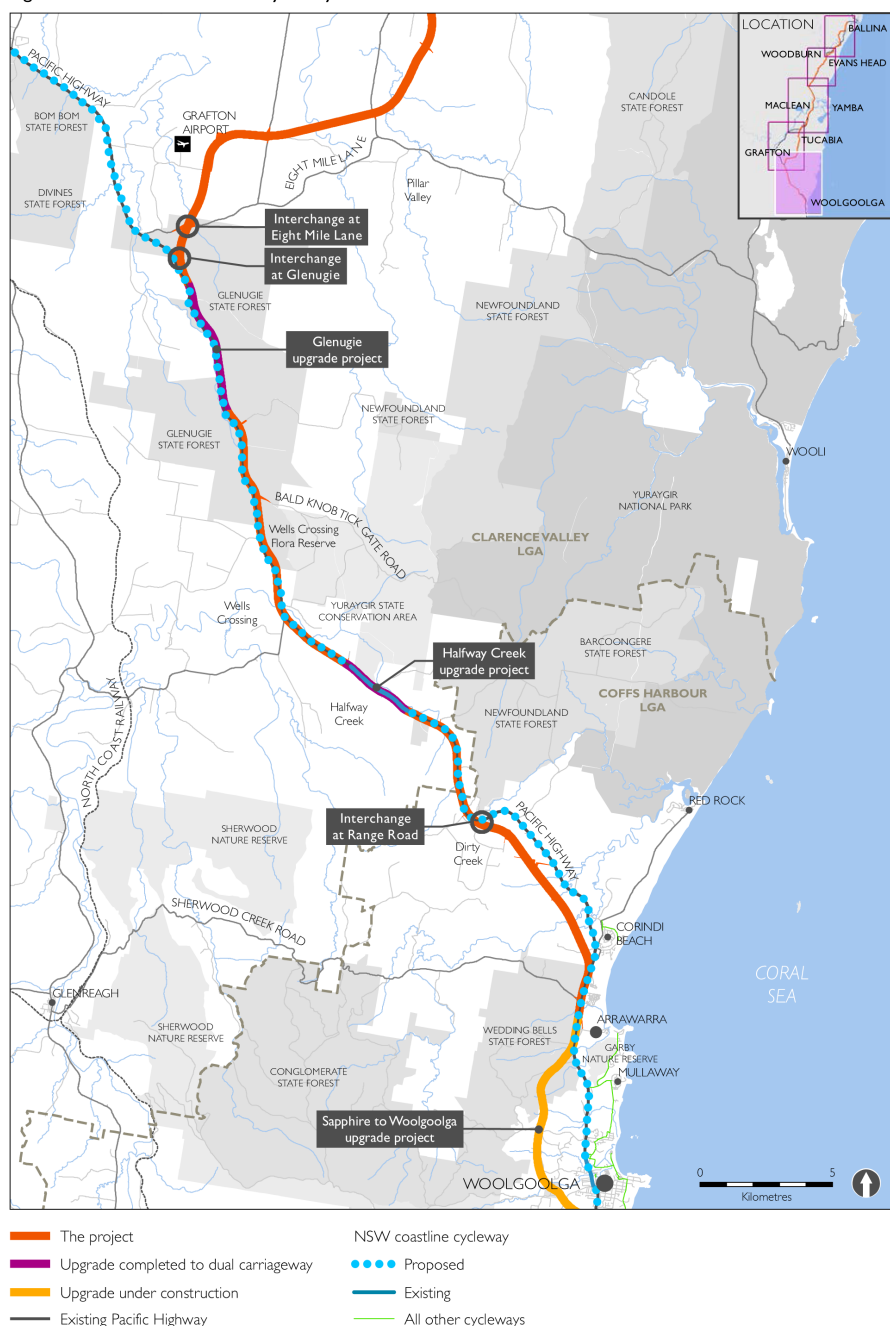 LOCATION
BALLINA
WOODBURN
EVANS HEAD
MACLEAN
YAMBA
TUCABIA
GRAFTON
WOOLGOOLGA
PACIFIC HIGHWAY
BOM BOM
STATE FOREST
GRAFTON
AIRPORT
CANDOLE
STATE FOREST
EIGHT MILE LANE
Pillar
Valley
DIVINES
STATE FOREST
Interchange at
Eight Mile Lane
Interchange
at Glenugie
GLENUGIE
STATE FOREST
NEWFOUNDLAND
STATE FOREST
Glenugie
upgrade project
NEWFOUNDLAND
STATE FOREST
GLENUGIE
STATE FOREST
WOOLI
BALD KNOB TICK GATE ROAD
YURAYGIR
NATIONAL PARK
Wells Crossing
Flora Reserve
CLARENCE VALLEY
LGA
Wells
Crossing
YURAYGIR STATE
CONSERVATION AREA
BARCOONGERE
STATE FOREST
Halfway Creek
upgrade project
COFFS HARBOUR
LGA
Halfway
Creek
NEWFOUNDLAND
STATE FOREST
NORTH COAST RAILWAY
PACIFIC HIGHWAY
RED ROCK
Interchange
at Range Road
SHERWOOD
NATURE RESERVE
Dirty
Creek
SHERWOOD CREEK ROAD
CORINDI
BEACH
CORAL
SEA
GLENREAGH
ARRAWARRA
SHERWOOD
NATURE RESERVE
WEDDING BELLS
STATE FOREST
GARBY
NATURE RESERVE
CONGLOMERATE
STATE FOREST
MULLAWAY
Sapphire to Woolgoolga
upgrade project
WOOLGOOLGA
0 5
Kilometres
The project
Upgrade completed to dual carriageway
Upgrade under construction
Existing Pacific Highway
NSW coastline cycleway
Proposed
Existing
All other cycleways